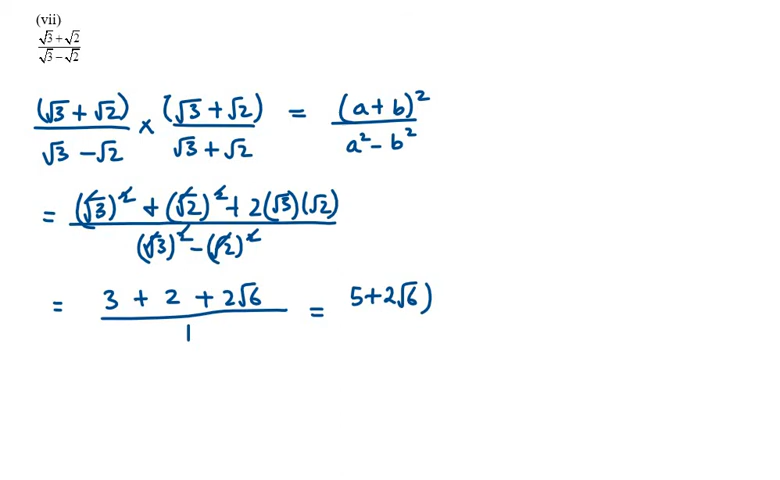 (vii)
√3+√2
√3−√2
(√3 + √2) × (√3 + √2) = (a+b)²
√3 − √2 √3 + √2 a² − b²
= (√3)² + (√2)² + 2(√3)(√2)
(√3)² − (√2)²
= 3 + 2 + 2√6 = 5+2√6)
1